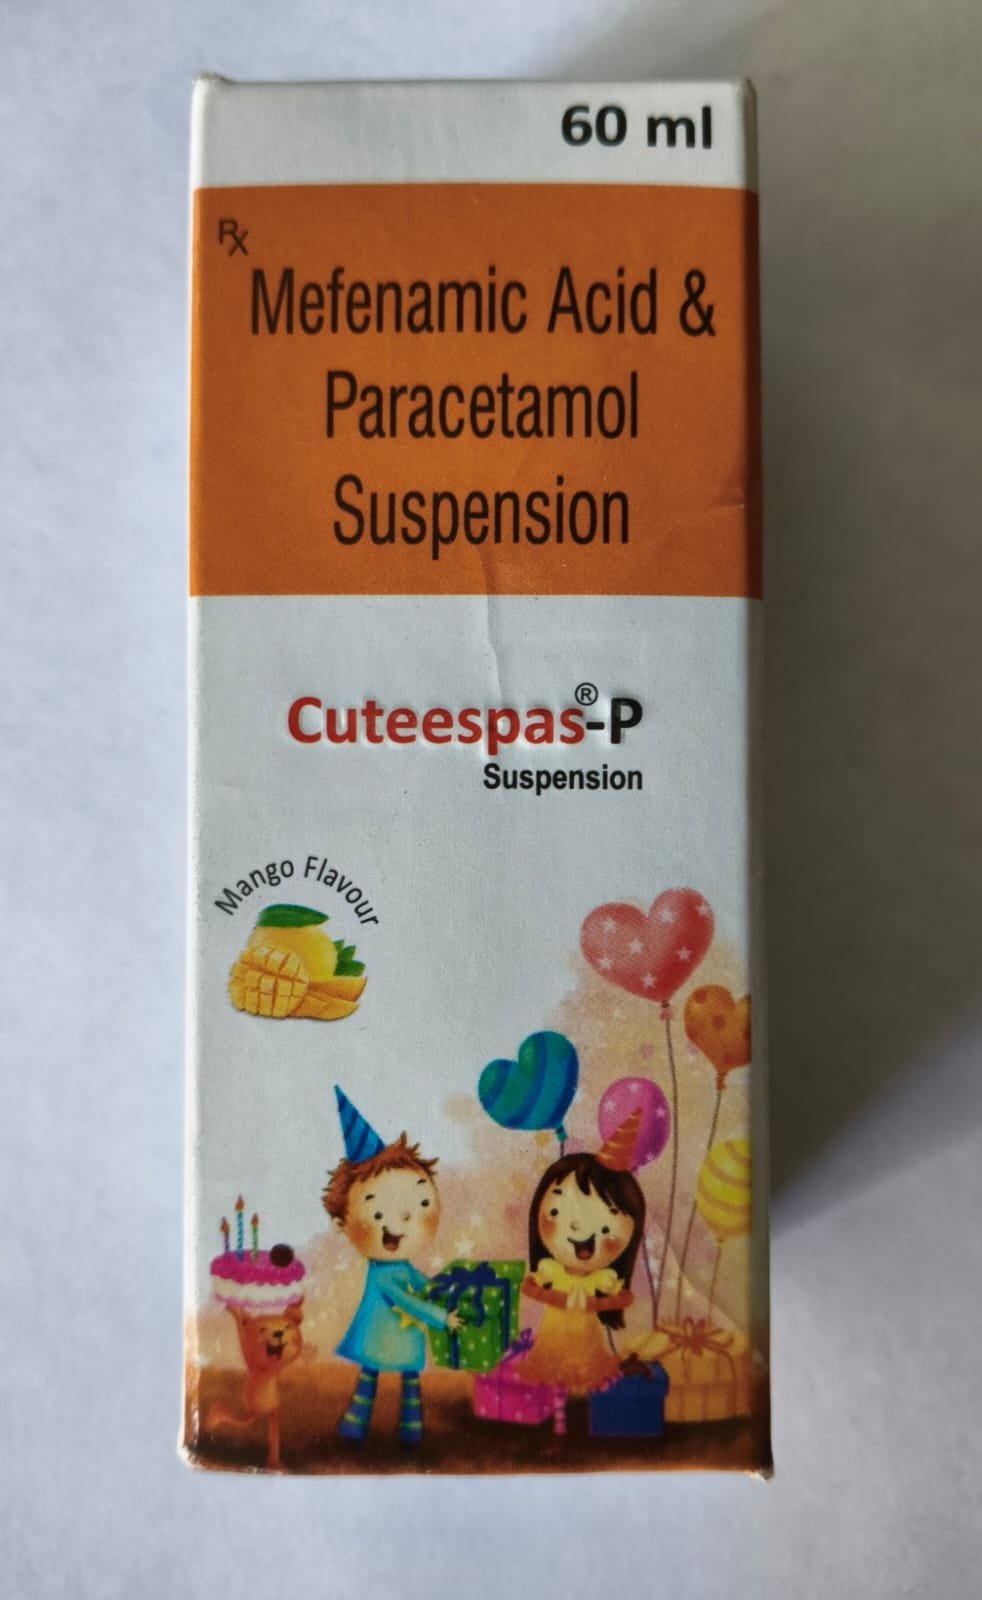 60 ml
Rx
Mefenamic Acid &
Paracetamol
Suspension
Cuteespas®-P
Suspension
Mango Flavour